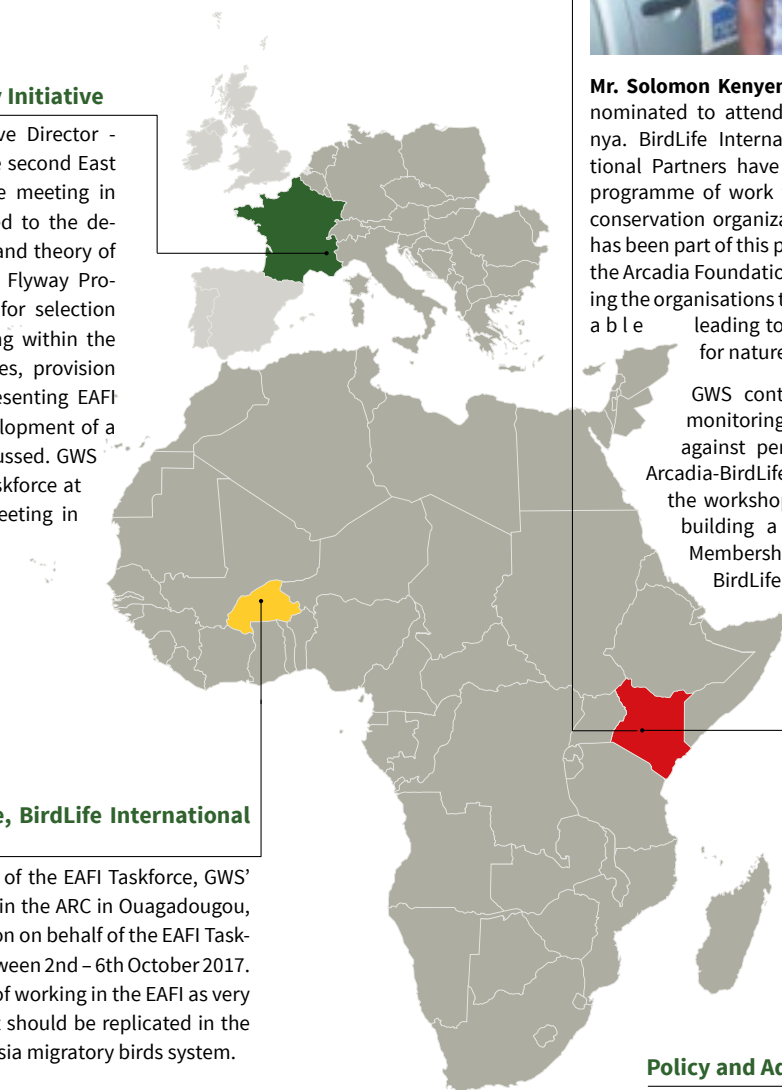 y Initiative
ve Director -
e second East
e meeting in
ed to the de-
and theory of
Flyway Pro-
for selection
ng within the
es, provision
esenting EAFI
lopment of a
ussed. GWS
skforce at
eeting in
e, BirdLife International
of the EAFI Taskforce, GWS’
in the ARC in Ouagadougou,
on on behalf of the EAFI Task-
ween 2nd – 6th October 2017.
of working in the EAFI as very
t should be replicated in the
sia migratory birds system.
Mr. Solomon Kenyer
nominated to attend
nya. BirdLife Interna
tional Partners have
programme of work
conservation organiza
has been part of this p
the Arcadia Foundatio
ing the organisations t
able leading to
for nature
GWS cont
monitoring
against per
Arcadia-BirdLife
the workshop
building a
Membersh
BirdLife
Policy and Ac